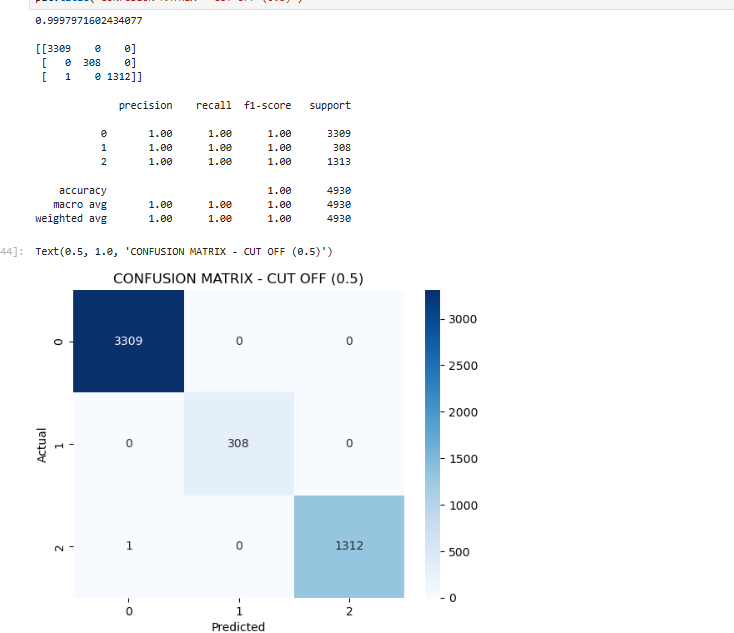 0.9997971602434077
[[3309 0 0]
[ 0 308 0]
[ 1 0 1312]]
precision recall f1-score support
0 1.00 1.00 1.00 3309
1 1.00 1.00 1.00 308
2 1.00 1.00 1.00 1313
accuracy 1.00 4930
macro avg 1.00 1.00 1.00 4930
weighted avg 1.00 1.00 1.00 4930
44]: Text(0.5, 1.0, 'CONFUSION MATRIX - CUT OFF (0.5)')
CONFUSION MATRIX - CUT OFF (0.5)
0 3309 0 0
1 0 308 0
2 1 0 1312
Actual
0 1 2
Predicted
3000
2500
2000
1500
1000
500
0